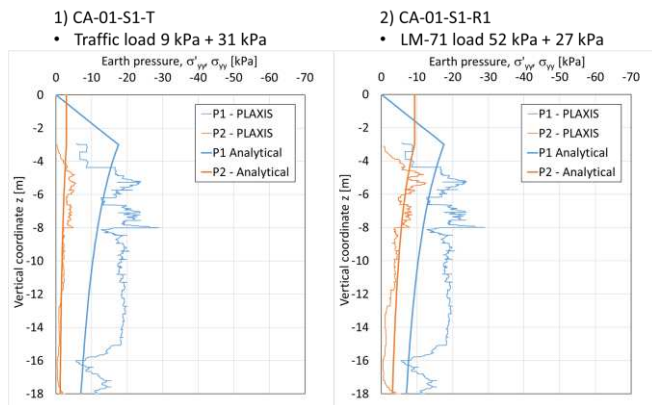 1) CA-01-S1-T
• Traffic load 9 kPa + 31 kPa
Earth pressure, σ'yy, σyy [kPa]
0 -10 -20 -30 -40 -50 -60 -70
Vertical coordinate z [m]
0
-2
-4
-6
-8
-10
-12
-14
-16
-18
P1 - PLAXIS
P2 - PLAXIS
P1 Analytical
P2 - Analytical
2) CA-01-S1-R1
• LM-71 load 52 kPa + 27 kPa
Earth pressure, σ'yy, σyy [kPa]
0 -10 -20 -30 -40 -50 -60 -70
Vertical coordinate z [m]
0
-2
-4
-6
-8
-10
-12
-14
-16
-18
P1 - PLAXIS
P2 - PLAXIS
P1 Analytical
P2 - Analytical